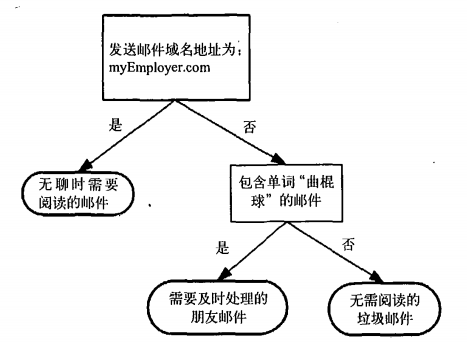 发送邮件域名地址为：
myEmployer.com
是
否
无聊时需要
阅读的邮件
包含单词“曲棍
球”的邮件
是
否
需要及时处理的
朋友邮件
无需阅读的
垃圾邮件